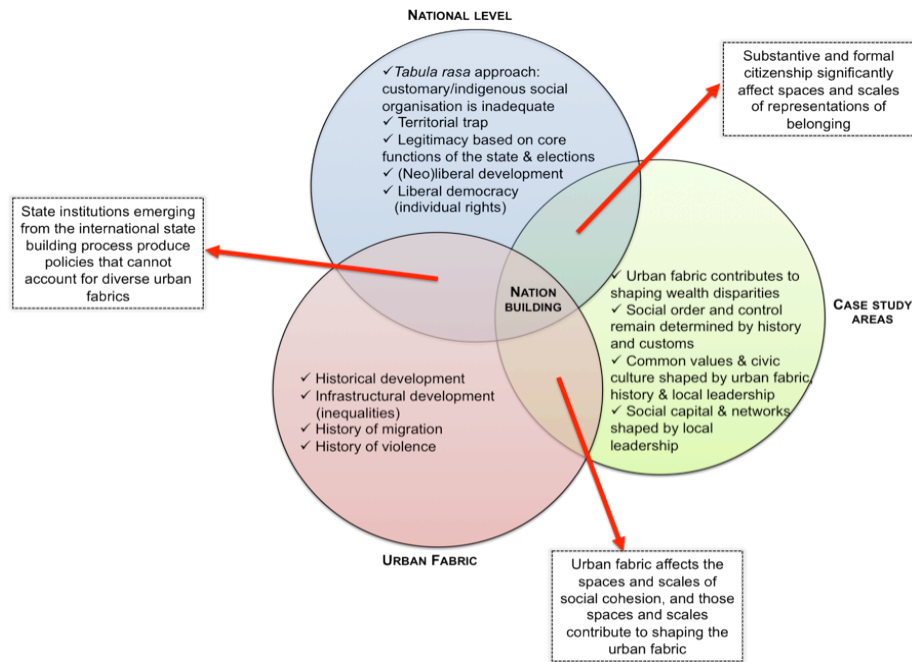 NATIONAL LEVEL
✓ Tabula rasa approach:
customary/indigenous social
organisation is inadequate
✓ Territorial trap
✓ Legitimacy based on core
functions of the state & elections
✓ (Neo)liberal development
✓ Liberal democracy
(individual rights)
Substantive and formal
citizenship significantly
affect spaces and scales
of representations of
belonging
State institutions emerging
from the international state
building process produce
policies that cannot
account for diverse urban
fabrics
NATION
BUILDING
✓ Urban fabric contributes to
shaping wealth disparities
✓ Social order and control
remain determined by history
and customs
✓ Common values & civic
culture shaped by urban fabric,
history & local leadership
✓ Social capital & networks
shaped by local
leadership
CASE STUDY
AREAS
✓ Historical development
✓ Infrastructural development
(inequalities)
✓ History of migration
✓ History of violence
URBAN FABRIC
Urban fabric affects the
spaces and scales of
social cohesion, and those
spaces and scales
contribute to shaping the
urban fabric